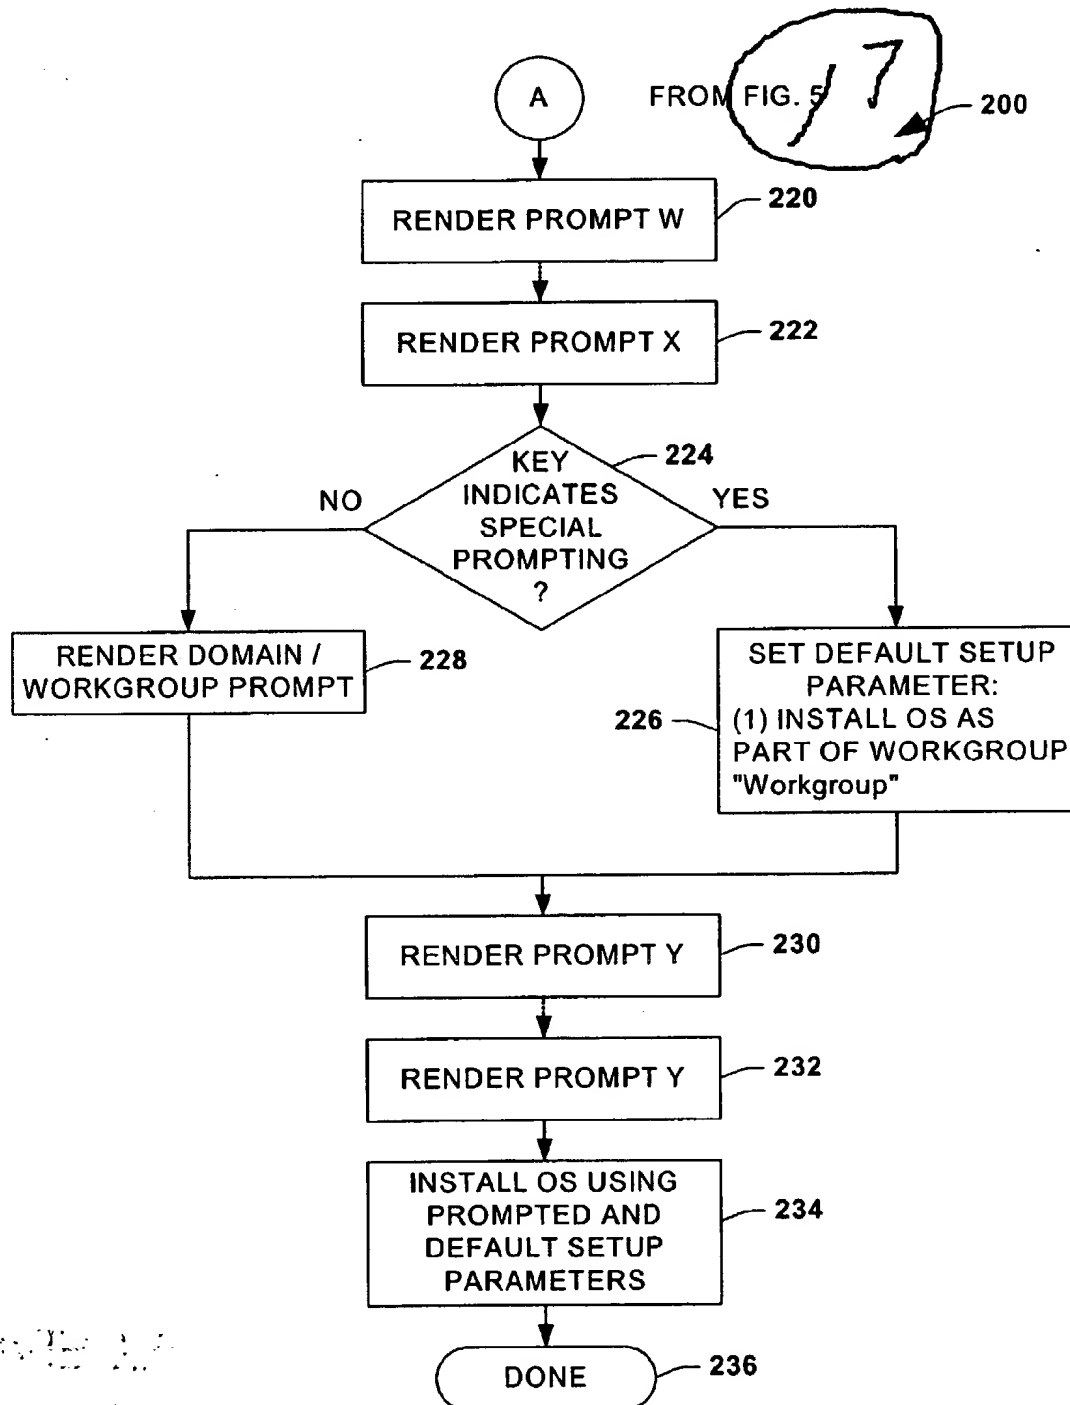 A
FROM FIG. 5
17
200
RENDER PROMPT W
220
RENDER PROMPT X
222
KEY
INDICATES
SPECIAL
PROMPTING
?
224
NO
YES
RENDER DOMAIN /
WORKGROUP PROMPT
228
SET DEFAULT SETUP
PARAMETER:
(1) INSTALL OS AS
PART OF WORKGROUP
"Workgroup"
226
RENDER PROMPT Y
230
RENDER PROMPT Y
232
INSTALL OS USING
PROMPTED AND
DEFAULT SETUP
PARAMETERS
234
DONE
236